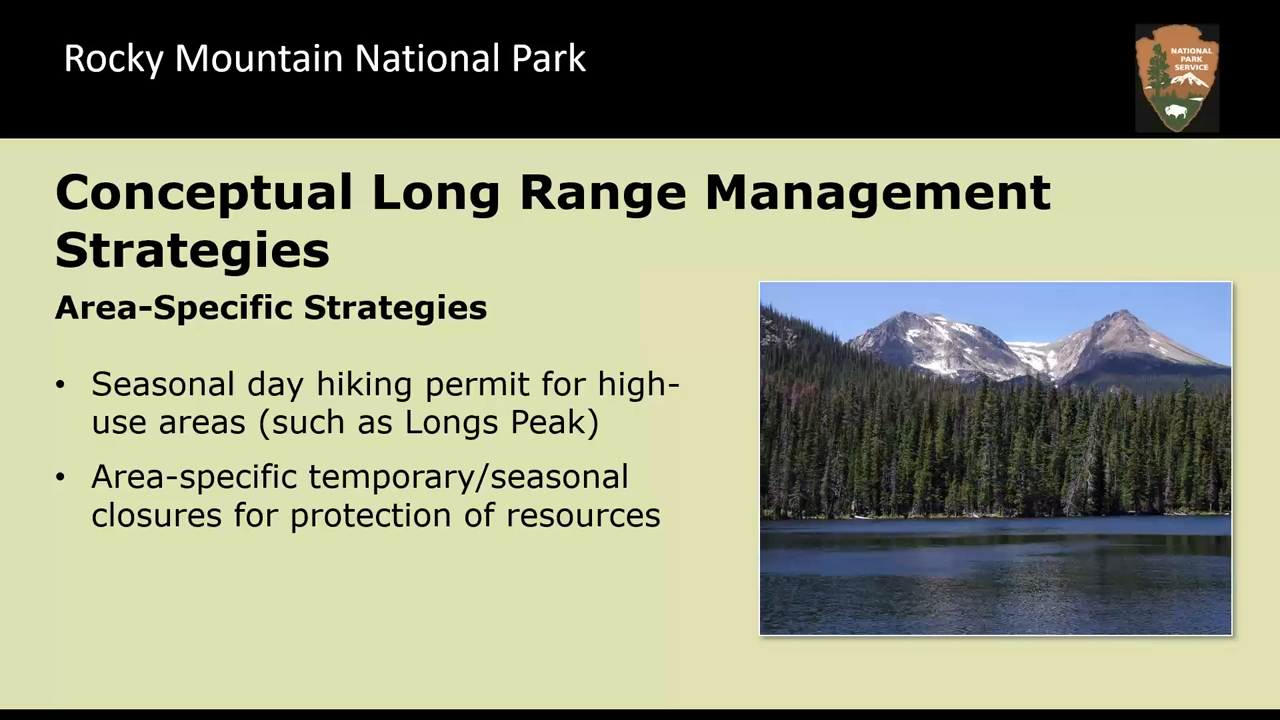 Rocky Mountain National Park
NATIONAL
PARK
SERVICE
Conceptual Long Range Management
Strategies
Area-Specific Strategies
• Seasonal day hiking permit for high-
use areas (such as Longs Peak)
• Area-specific temporary/seasonal
closures for protection of resources